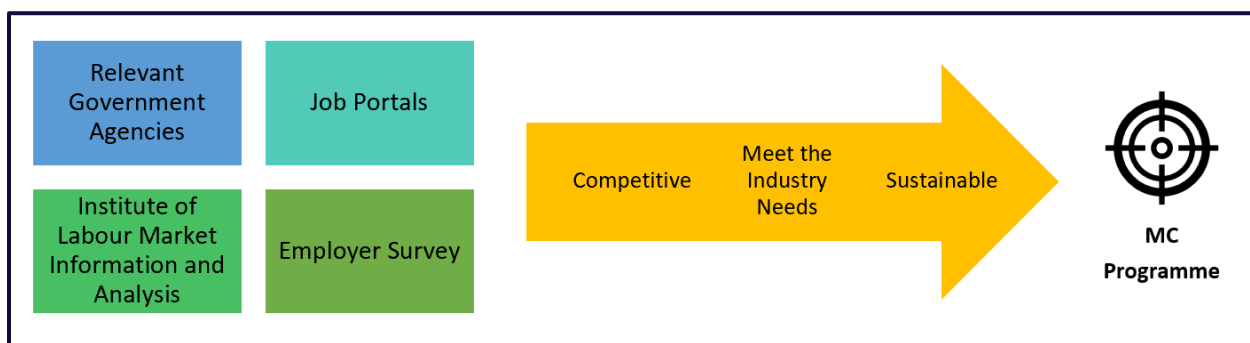 Relevant
Government
Agencies
Job Portals
Institute of
Labour Market
Information and
Analysis
Employer Survey
Competitive
Meet the
Industry
Needs
Sustainable
MC
Programme